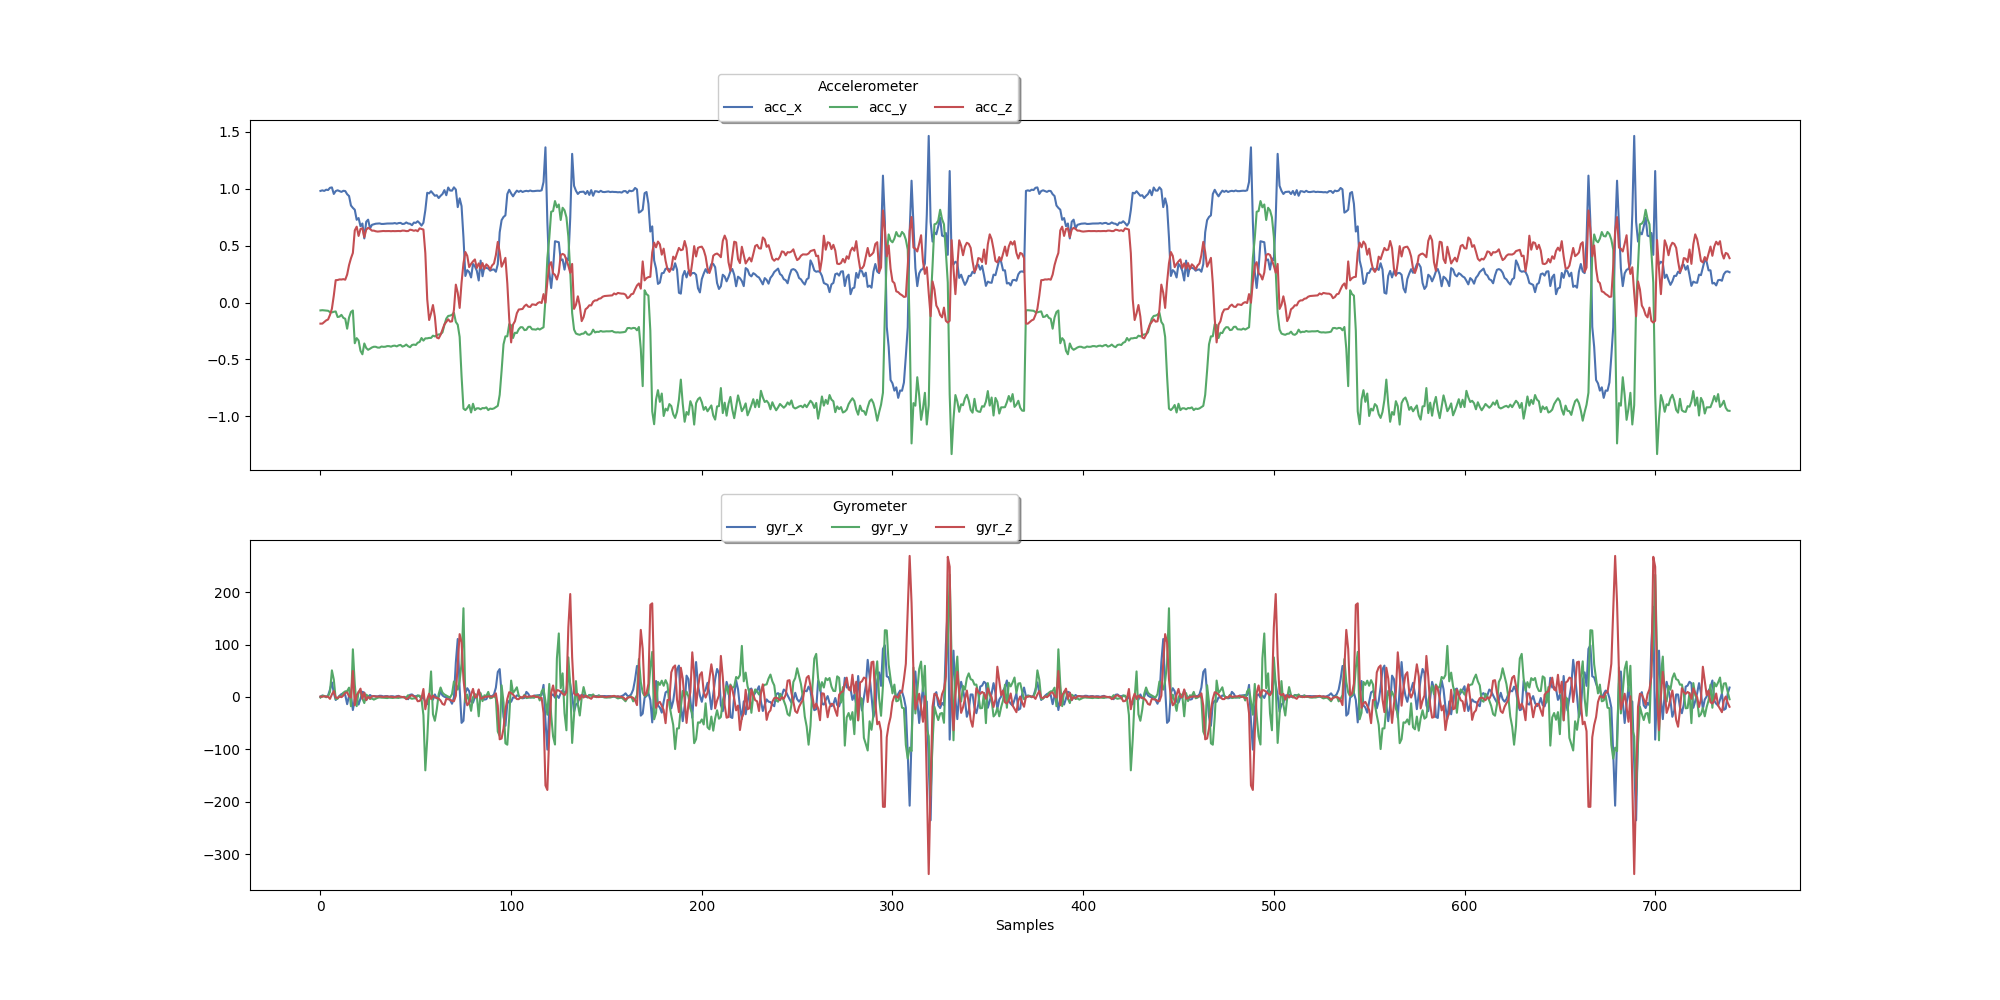 Accelerometer
acc_x acc_y acc_z
1.5
1.0
0.5
0.0
−0.5
−1.0
Gyrometer
gyr_x gyr_y gyr_z
200
100
0
−100
−200
−300
0 100 200 300 400 500 600 700
Samples